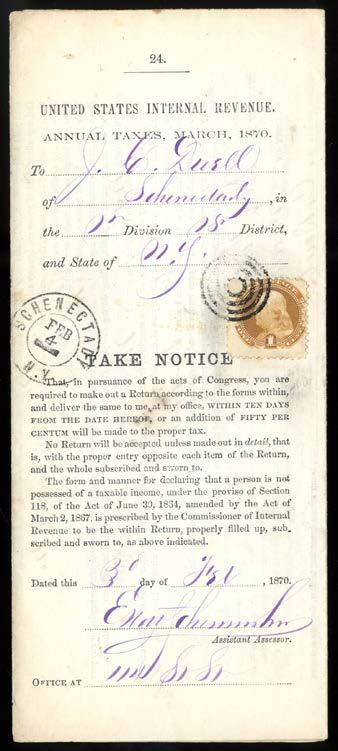 24.
UNITED STATES INTERNAL REVENUE.
ANNUAL TAXES, MARCH, 1870.
To J. C. Duell
of Schenectady, in
the Division District,
and State of N.Y.
SCHENECTADY
FEB
4
N.Y.
1
TAKE NOTICE
That, in pursuance of the acts of Congress, you
are required to make out a Return according to the forms within,
and deliver the same to me, at my office, WITHIN TEN DAYS
FROM THE DATE HEREOF, or an addition of FIFTY PER
CENTUM will be made to the proper tax.
No Return will be accepted unless made out in detail, that
is, with the proper entry opposite each item of the Return,
and the whole subscribed and sworn to.
The form and manner for declaring that a person is not
possessed of a taxable income, under the proviso of Section
118, of the Act of June 30, 1834, amended by the Act of
March 2, 1867, is prescribed by the Commissioner of Internal
Revenue to be the within Return, properly filled up, sub-
scribed and sworn to, as above indicated.
Dated this 3d day of Feb, 1870.
Assistant Assessor.
OFFICE AT